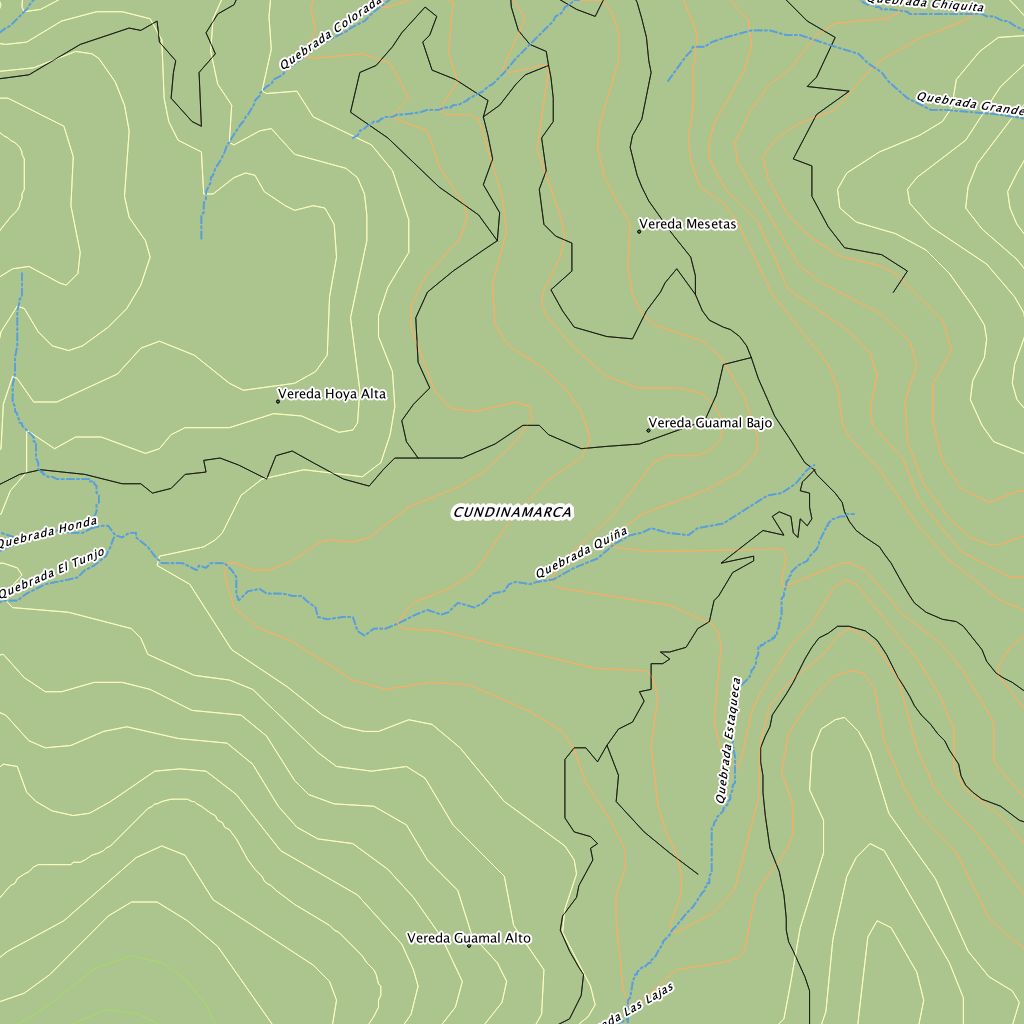 Quebrada Chiquita
Quebrada Colorada
Quebrada Grande
Vereda Mesetas
Vereda Hoya Alta
Vereda Guamal Bajo
CUNDINAMARCA
Quebrada Honda
Quebrada Quiña
Quebrada El Tunjo
Quebrada Estaqueca
Vereda Guamal Alto
ada Las Lajas